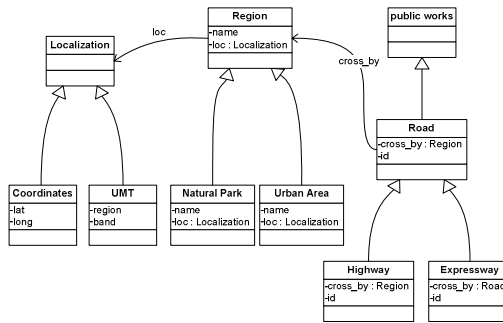 Region
-name
-loc : Localization
public works
Localization
loc
cross_by
Road
-cross_by : Region
-id
Coordinates
-lat
-long
UMT
-region
-band
Natural Park
-name
-loc : Localization
Urban Area
-name
-loc : Localization
Highway
-cross_by : Region
-id
Expressway
-cross_by : Road
-id